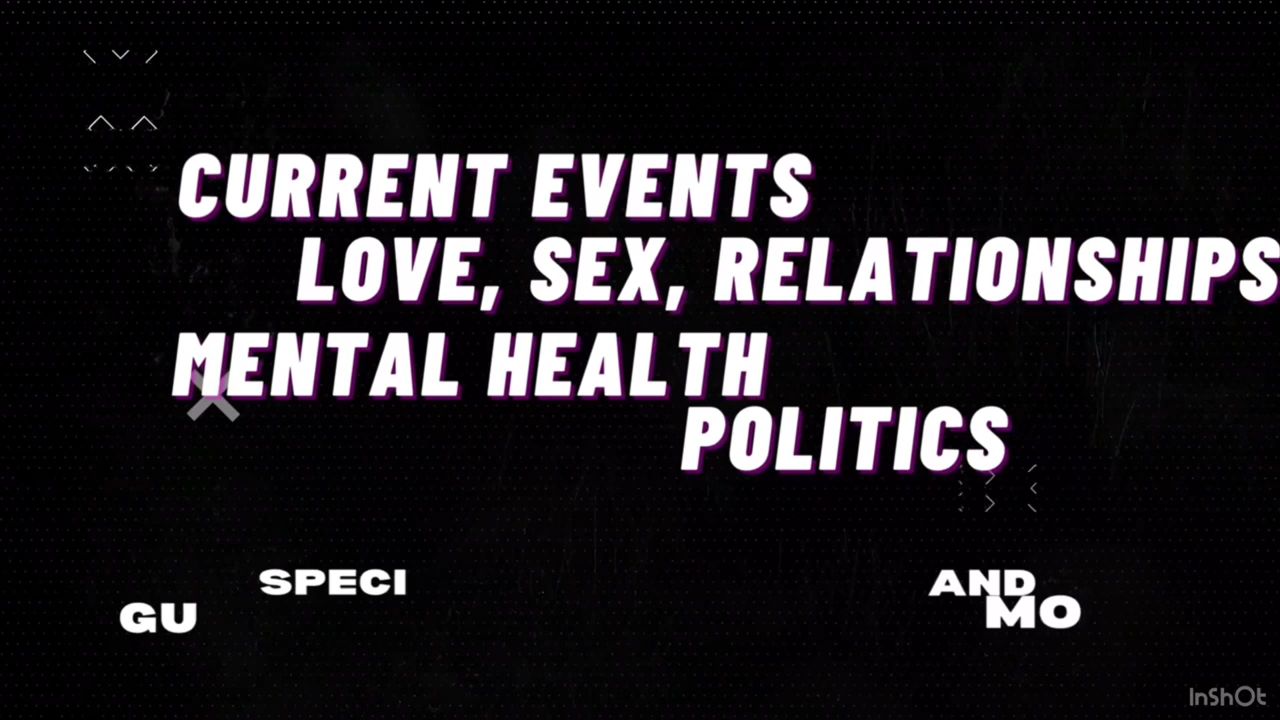 CURRENT EVENTS
LOVE, SEX, RELATIONSHIPS
MENTAL HEALTH
POLITICS
SPECI
GU
AND
MO
InShOt